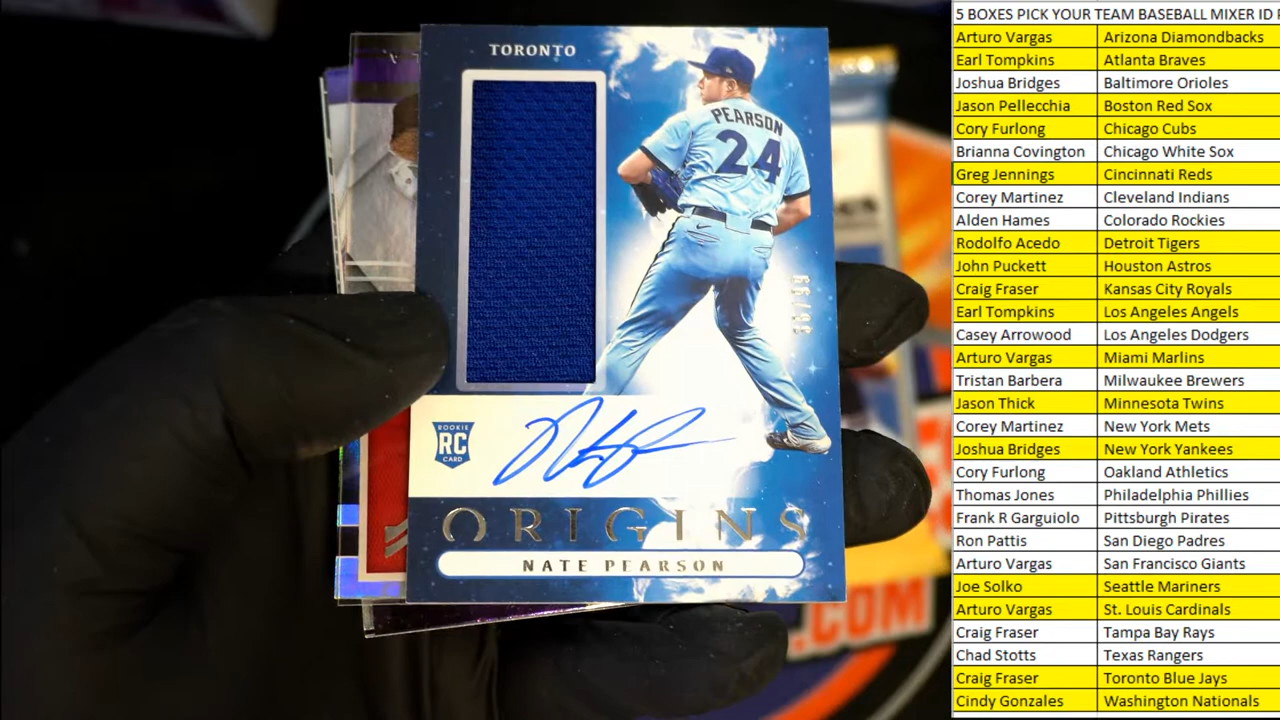 TORONTO
PEARSON
24
ROOKIE
RC
CARD
ORIGINS
NATE PEARSON
.COM
5 BOXES PICK YOUR TEAM BASEBALL MIXER ID
Arturo Vargas Arizona Diamondbacks
Earl Tompkins Atlanta Braves
Joshua Bridges Baltimore Orioles
Jason Pellecchia Boston Red Sox
Cory Furlong Chicago Cubs
Brianna Covington Chicago White Sox
Greg Jennings Cincinnati Reds
Corey Martinez Cleveland Indians
Alden Hames Colorado Rockies
Rodolfo Acedo Detroit Tigers
John Puckett Houston Astros
Craig Fraser Kansas City Royals
Earl Tompkins Los Angeles Angels
Casey Arrowood Los Angeles Dodgers
Arturo Vargas Miami Marlins
Tristan Barbera Milwaukee Brewers
Jason Thick Minnesota Twins
Corey Martinez New York Mets
Joshua Bridges New York Yankees
Cory Furlong Oakland Athletics
Thomas Jones Philadelphia Phillies
Frank R Garguiolo Pittsburgh Pirates
Ron Pattis San Diego Padres
Arturo Vargas San Francisco Giants
Joe Solko Seattle Mariners
Arturo Vargas St. Louis Cardinals
Craig Fraser Tampa Bay Rays
Chad Stotts Texas Rangers
Craig Fraser Toronto Blue Jays
Cindy Gonzales Washington Nationals